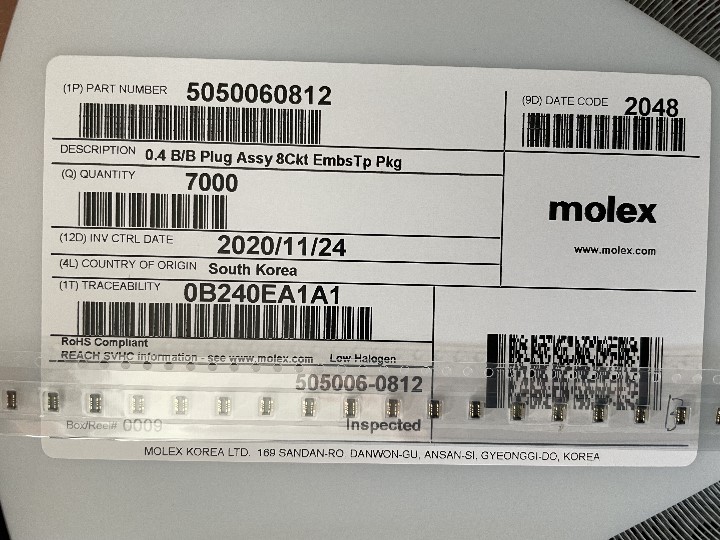 (1P) PART NUMBER 5050060812
(9D) DATE CODE 2048
DESCRIPTION 0.4 B/B Plug Assy 8Ckt EmbsTp Pkg
(Q) QUANTITY 7000
molex
www.molex.com
(12D) INV CTRL DATE 2020/11/24
(4L) COUNTRY OF ORIGIN South Korea
(1T) TRACEABILITY 0B240EA1A1
RoHS Compliant
REACH SVHC information - see www.molex.com Low Halogen
505006-0812
Box/Reel# 0009 Inspected
MOLEX KOREA LTD. 169 SANDAN-RO DANWON-GU, ANSAN-SI, GYEONGGI-DO, KOREA